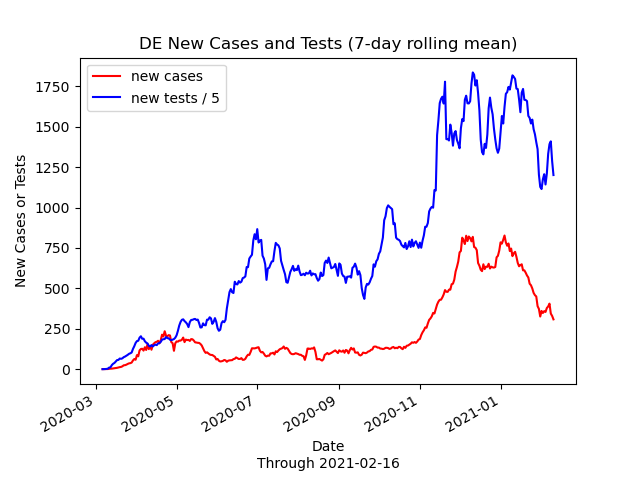 DE New Cases and Tests (7-day rolling mean)
new cases
new tests / 5
New Cases or Tests
1750
1500
1250
1000
750
500
250
0
2020-03
2020-05
2020-07
2020-09
2020-11
2021-01
Date
Through 2021-02-16